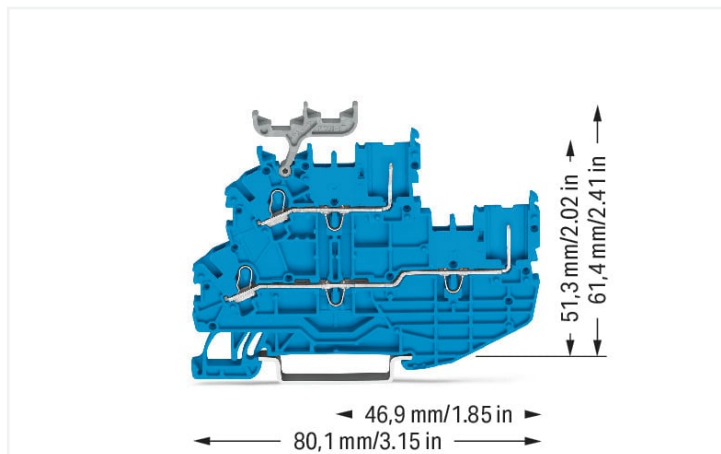 51,3 mm/2.02 in
61,4 mm/2.41 in
46,9 mm/1.85 in
80,1 mm/3.15 in